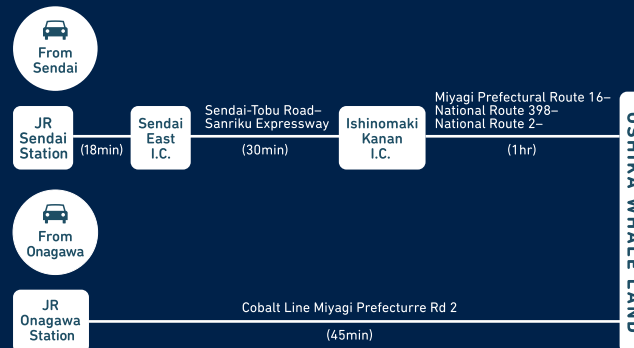 From
Sendai
JR
Sendai
Station
(18min)
Sendai
East
I.C.
Sendai-Tobu Road–
Sanriku Expressway
(30min)
Ishinomaki
Kanan
I.C.
Miyagi Prefectural Route 16–
National Route 398–
National Route 2–
(1hr)
OSHIKA WHALE LAND
From
Onagawa
JR
Onagawa
Station
Cobalt Line Miyagi Prefecturre Rd 2
(45min)